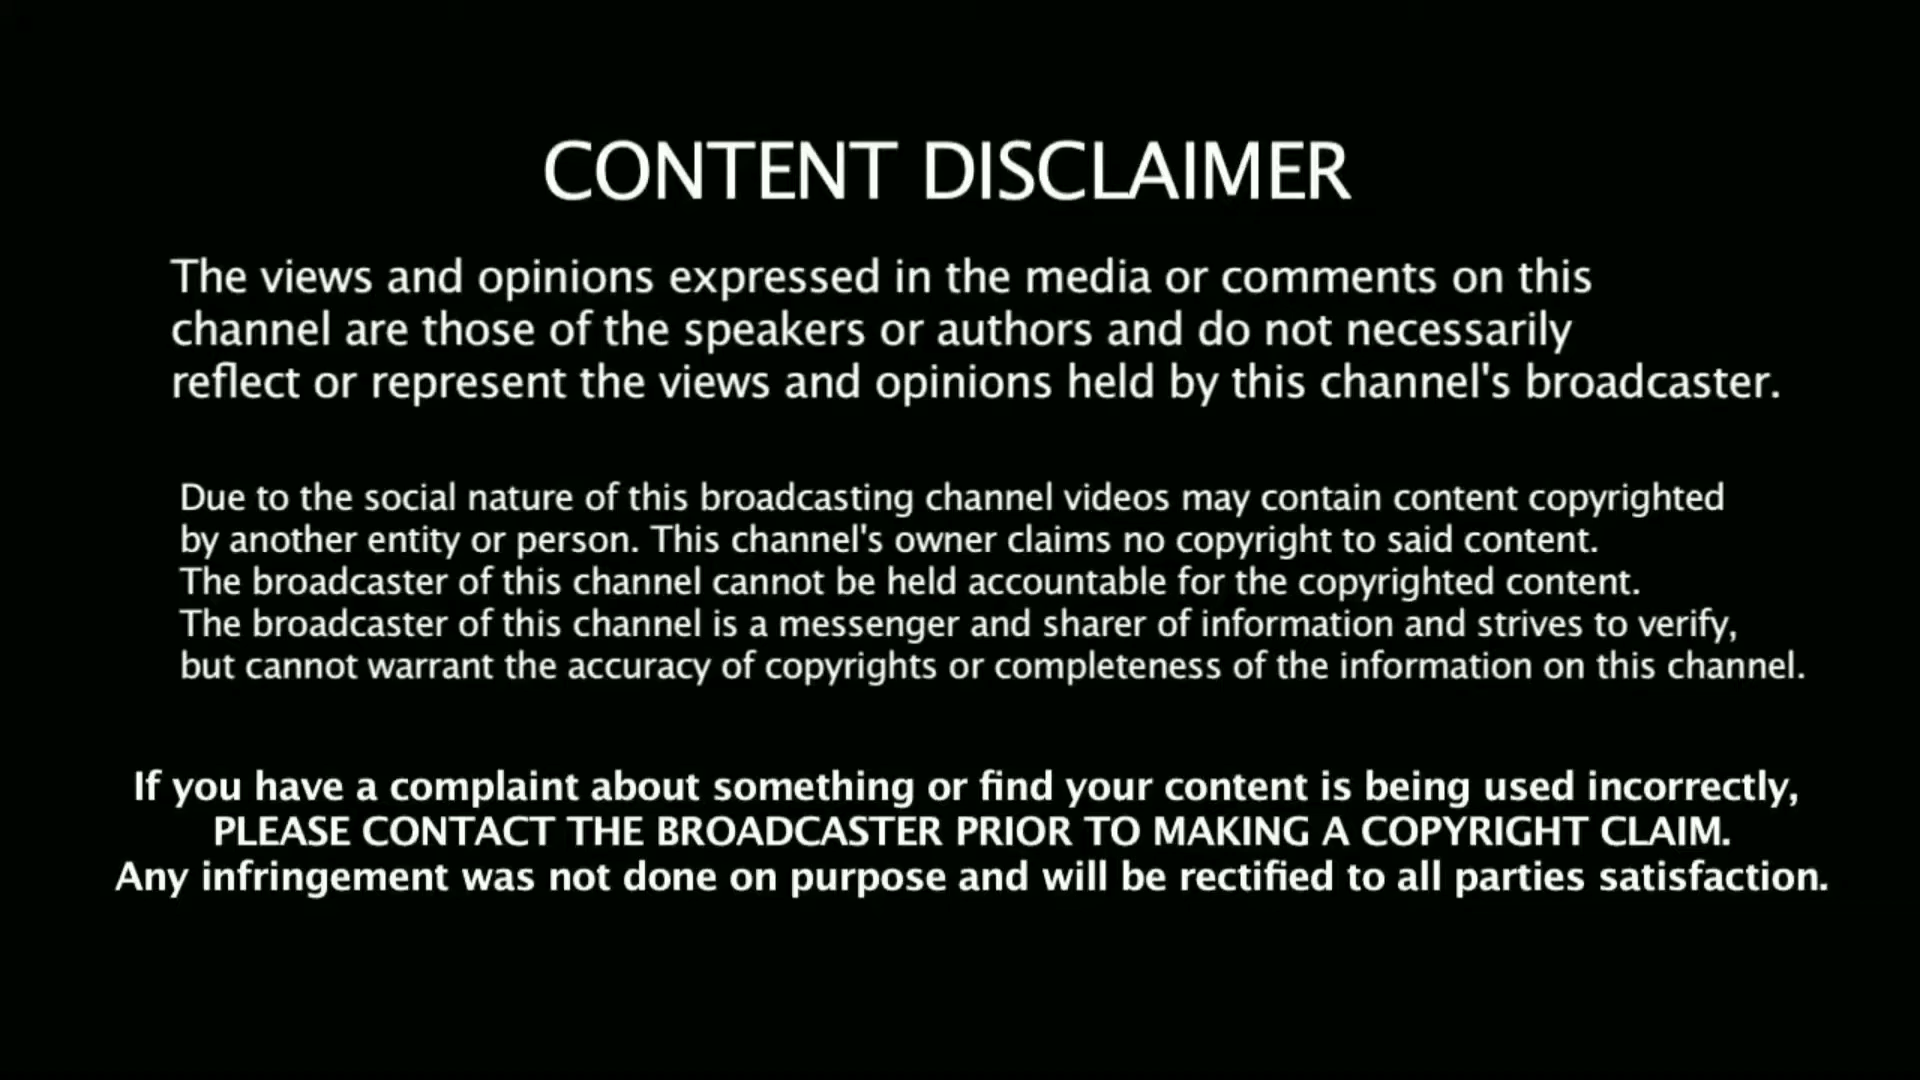 CONTENT DISCLAIMER
The views and opinions expressed in the media or comments on this
channel are those of the speakers or authors and do not necessarily
reflect or represent the views and opinions held by this channel's broadcaster.
Due to the social nature of this broadcasting channel videos may contain content copyrighted
by another entity or person. This channel's owner claims no copyright to said content.
The broadcaster of this channel cannot be held accountable for the copyrighted content.
The broadcaster of this channel is a messenger and sharer of information and strives to verify,
but cannot warrant the accuracy of copyrights or completeness of the information on this channel.
If you have a complaint about something or find your content is being used incorrectly,
PLEASE CONTACT THE BROADCASTER PRIOR TO MAKING A COPYRIGHT CLAIM.
Any infringement was not done on purpose and will be rectified to all parties satisfaction.